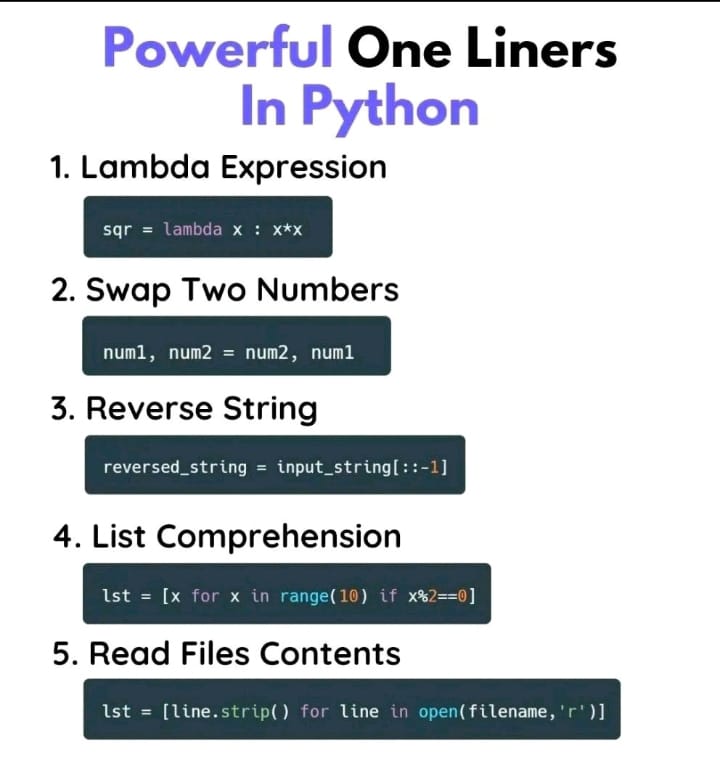 Powerful One Liners
In Python
1. Lambda Expression
sqr = lambda x : x*x
2. Swap Two Numbers
num1, num2 = num2, num1
3. Reverse String
reversed_string = input_string[::-1]
4. List Comprehension
lst = [x for x in range(10) if x%2==0]
5. Read Files Contents
lst = [line.strip() for line in open(filename,'r')]